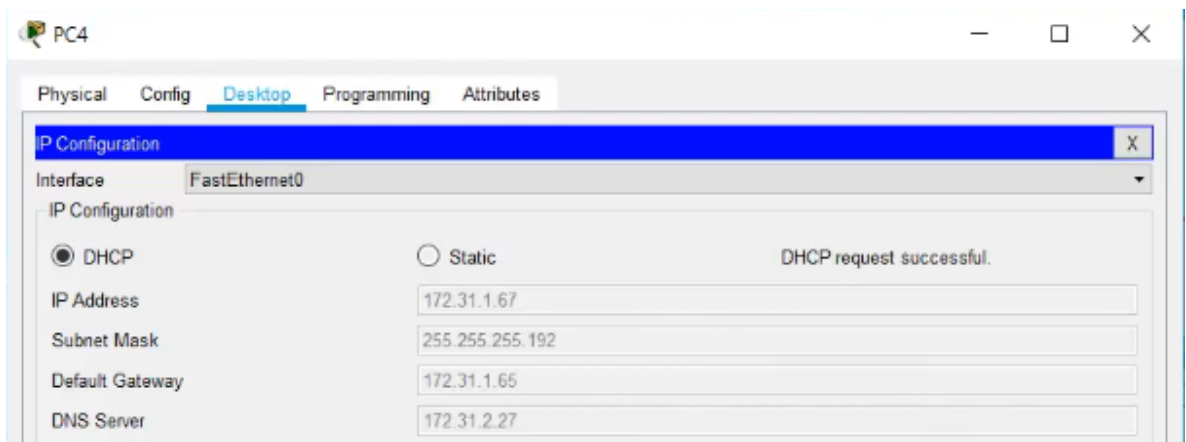 PC4
Physical Config Desktop Programming Attributes
IP Configuration X
Interface FastEthernet0
IP Configuration
DHCP Static DHCP request successful.
IP Address 172.31.1.67
Subnet Mask 255.255.255.192
Default Gateway 172.31.1.65
DNS Server 172.31.2.27